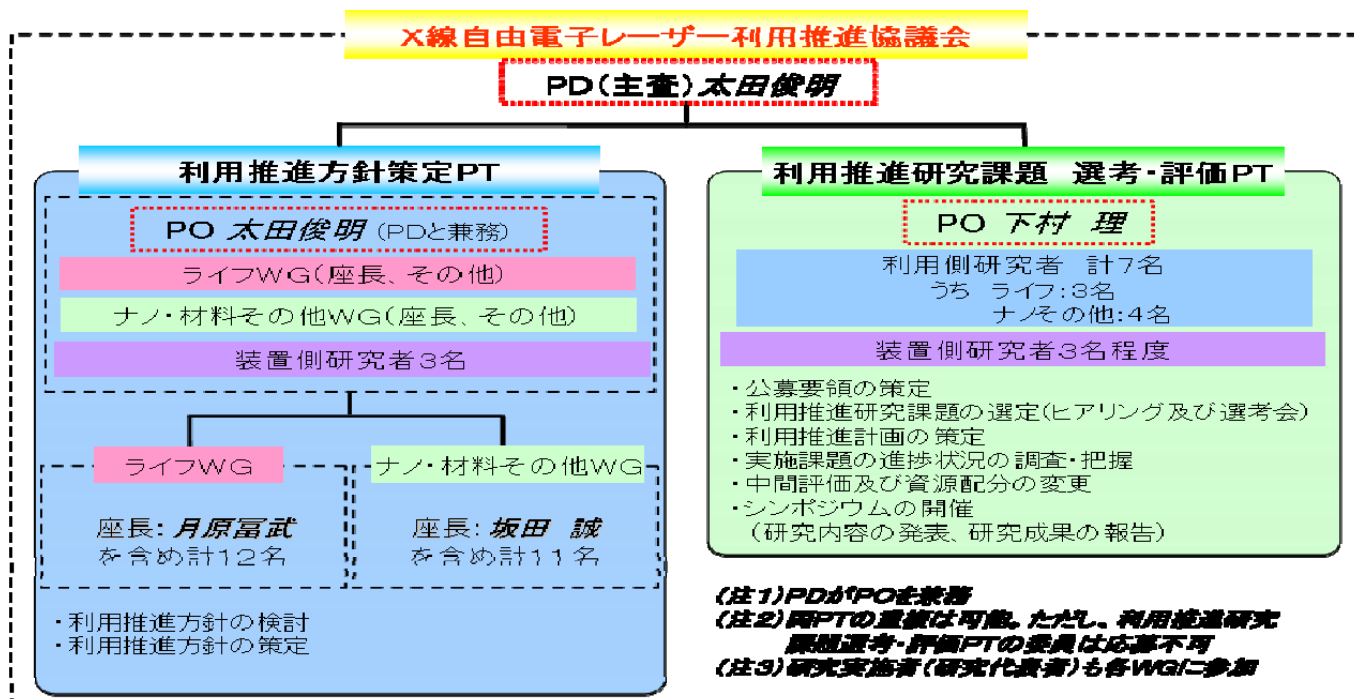 X線自由電子レーザー利用推進協議会
PD(主査)太田俊明
利用推進方針策定PT
PO 太田俊明(PDと兼務)
ライフWG(座長、その他)
ナノ・材料その他WG(座長、その他)
装置側研究者3名
ライフWG
座長:月原冨武
を含め計12名
ナノ・材料その他WG
座長:坂田 誠
を含め計11名
・利用推進方針の検討
・利用推進方針の策定
利用推進研究課題 選考・評価PT
PO 下村 理
利用側研究者 計7名
うち ライフ:3名
ナノその他:4名
装置側研究者3名程度
・公募要領の策定
・利用推進研究課題の選定(ヒアリング及び選考会)
・利用推進計画の策定
・実施課題の進捗状況の調査・把握
・中間評価及び資源配分の変更
・シンポジウムの開催
(研究内容の発表、研究成果の報告)
(注1)PDがPOを兼務
(注2)両PTの重複は可能。ただし、利用推進研究
課題選考・評価PTの委員は応募不可
(注3)研究実施者(研究代表者)も各WGに参加